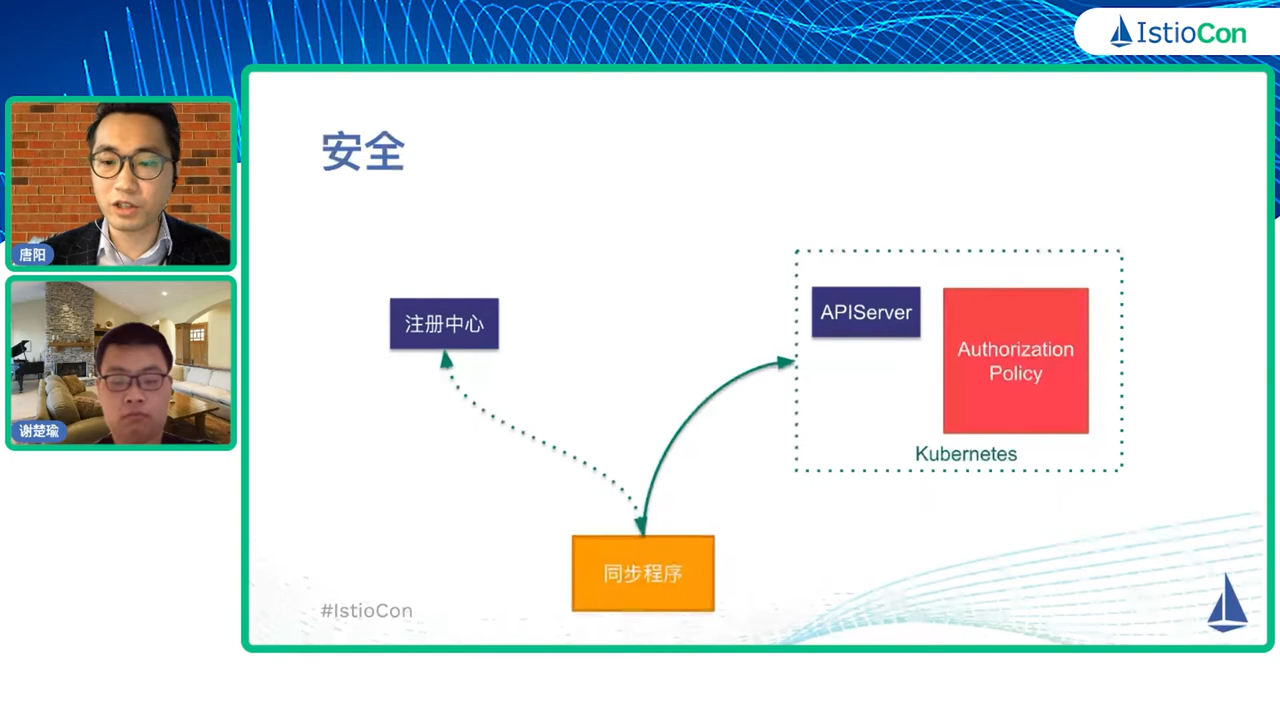 IstioCon
安全
唐阳
谢楚瑜
注册中心
APIServer
Authorization
Policy
Kubernetes
同步程序
#IstioCon